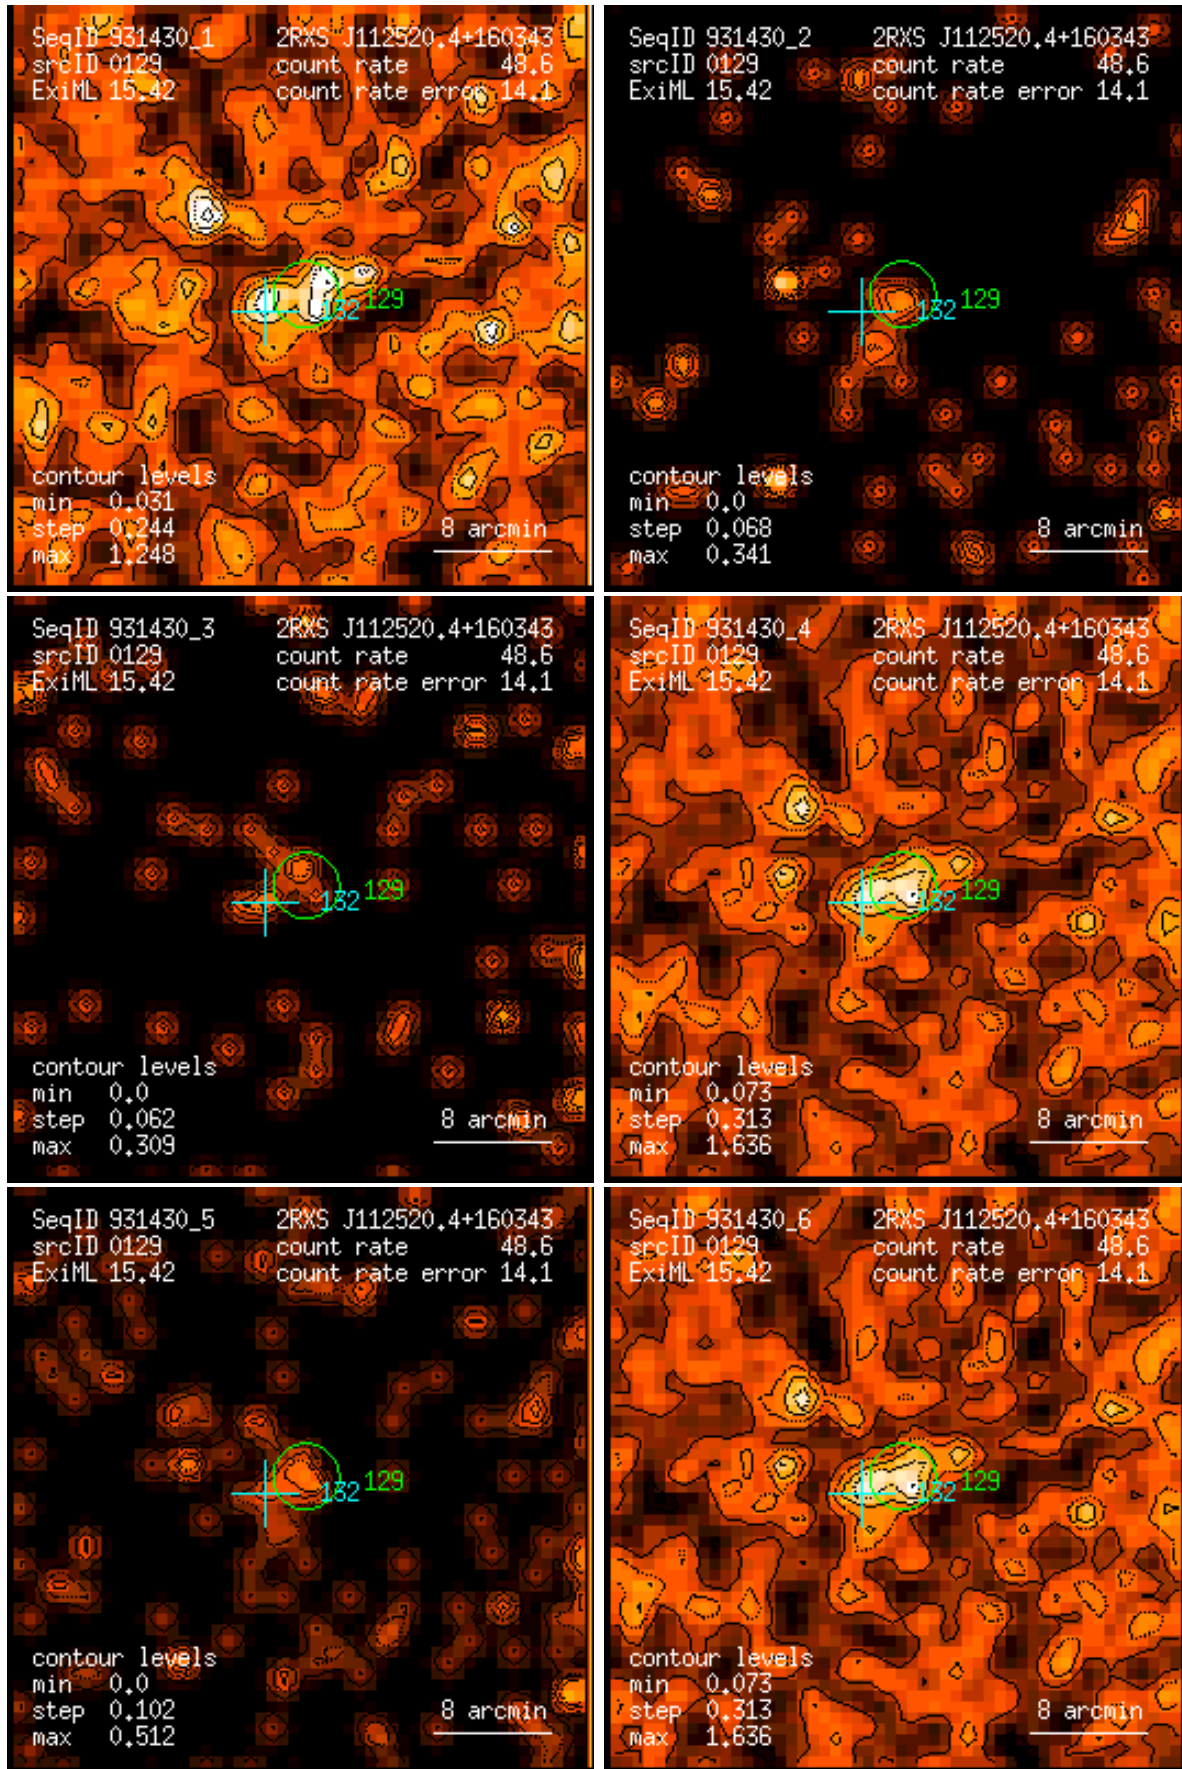 SeqID 931430_1 2RXS J112520.4+160343
srcID 0129 count rate 48.6
ExiML 15.42 count rate error 14.1
132 129
contour levels
min 0.031
step 0.244 8 arcmin
max 1.248
SeqID 931430_2 2RXS J112520.4+160343
srcID 0129 count rate 48.6
ExiML 15.42 count rate error 14.1
132 129
contour levels
min 0.0
step 0.068 8 arcmin
max 0.341
SeqID 931430_3 2RXS J112520.4+160343
srcID 0129 count rate 48.6
ExiML 15.42 count rate error 14.1
132 129
contour levels
min 0.0
step 0.062 8 arcmin
max 0.309
SeqID 931430_4 2RXS J112520.4+160343
srcID 0129 count rate 48.6
ExiML 15.42 count rate error 14.1
132 129
contour levels
min 0.073
step 0.313 8 arcmin
max 1.636
SeqID 931430_5 2RXS J112520.4+160343
srcID 0129 count rate 48.6
ExiML 15.42 count rate error 14.1
132 129
contour levels
min 0.0
step 0.102 8 arcmin
max 0.512
SeqID 931430_6 2RXS J112520.4+160343
srcID 0129 count rate 48.6
ExiML 15.42 count rate error 14.1
132 129
contour levels
min 0.073
step 0.313 8 arcmin
max 1.636